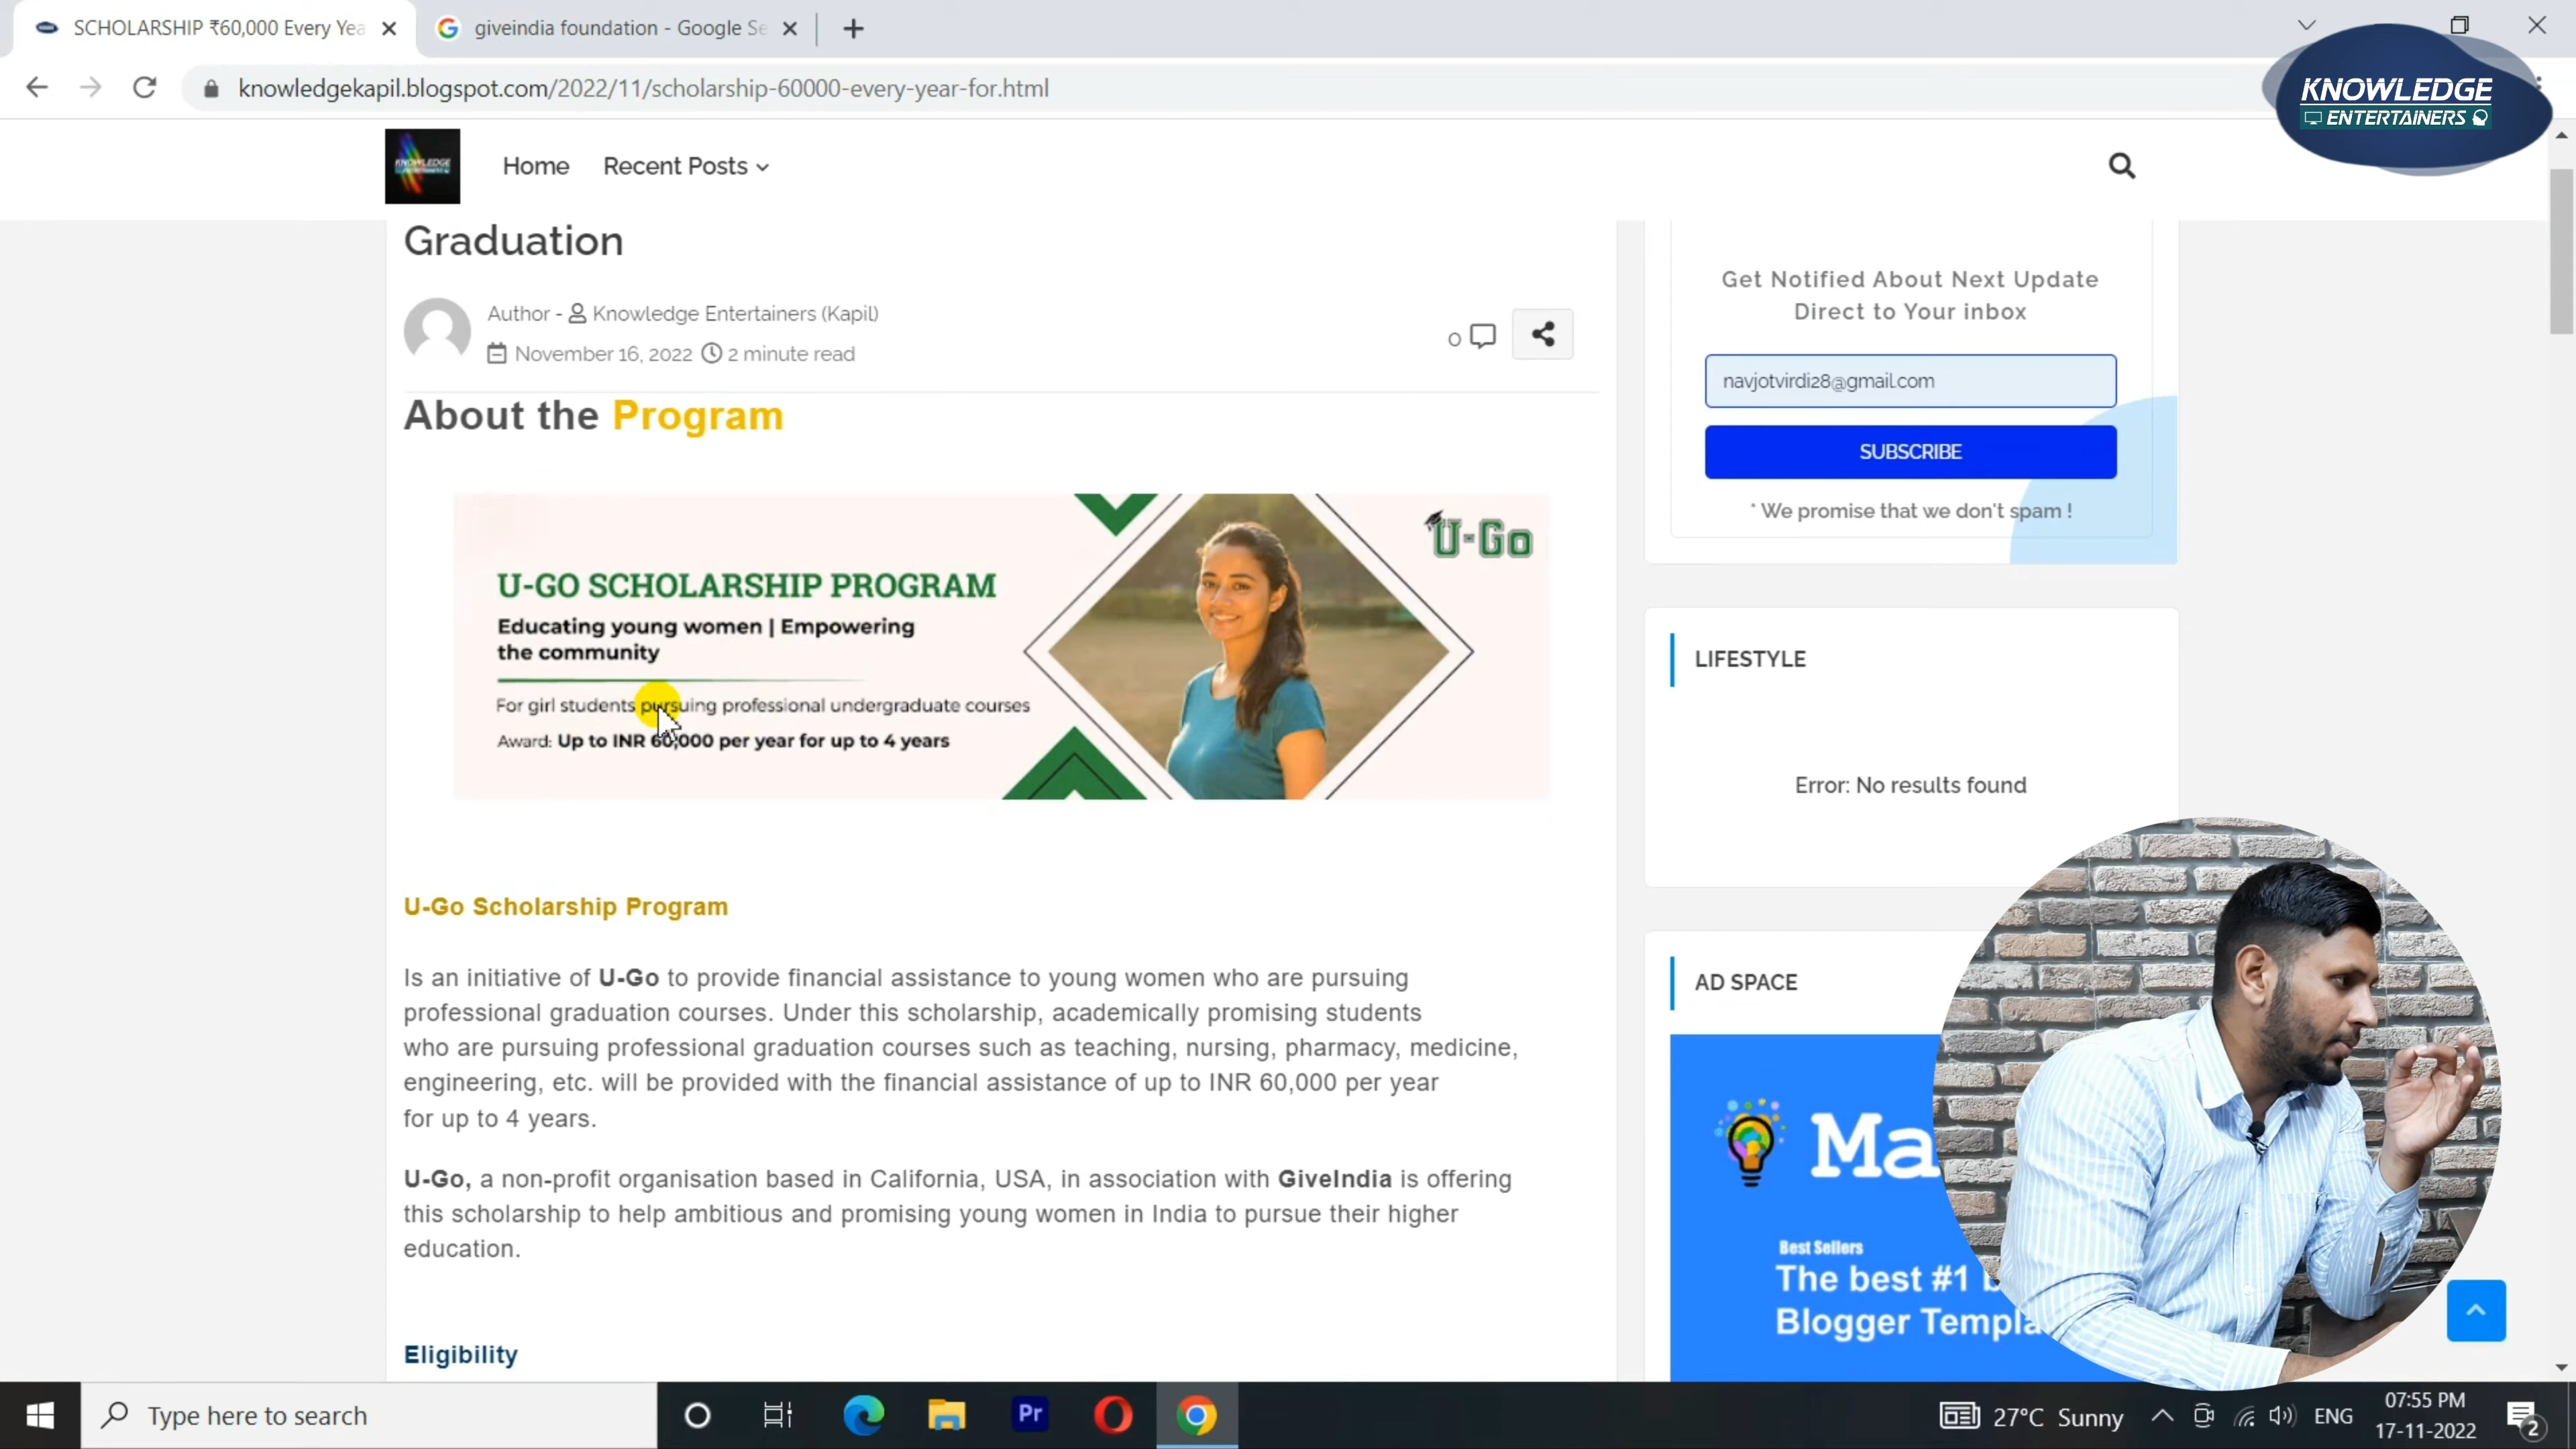 SCHOLARSHIP ₹60,000 Every Yea
giveindia foundation - Google Se
knowledgekapil.blogspot.com/2022/11/scholarship-60000-every-year-for.html
KNOWLEDGE
ENTERTAINERS
KNOWLEDGE
Home
Recent Posts
Graduation
Author - Knowledge Entertainers (Kapil)
November 16, 2022 2 minute read
0
About the Program
U-Go
U-GO SCHOLARSHIP PROGRAM
Educating young women | Empowering
the community
For girl students pursuing professional undergraduate courses
Award: Up to INR 60,000 per year for up to 4 years
U-Go Scholarship Program
Is an initiative of U-Go to provide financial assistance to young women who are pursuing
professional graduation courses. Under this scholarship, academically promising students
who are pursuing professional graduation courses such as teaching, nursing, pharmacy, medicine,
engineering, etc. will be provided with the financial assistance of up to INR 60,000 per year
for up to 4 years.
U-Go, a non-profit organisation based in California, USA, in association with GiveIndia is offering
this scholarship to help ambitious and promising young women in India to pursue their higher
education.
Eligibility
Get Notified About Next Update
Direct to Your inbox
navjotvirdi28@gmail.com
SUBSCRIBE
* We promise that we don't spam !
LIFESTYLE
Error: No results found
AD SPACE
Ma
Best Sellers
The best #1 b
Blogger Templa
Type here to search
Pr
27°C Sunny
ENG
07:55 PM
17-11-2022
2